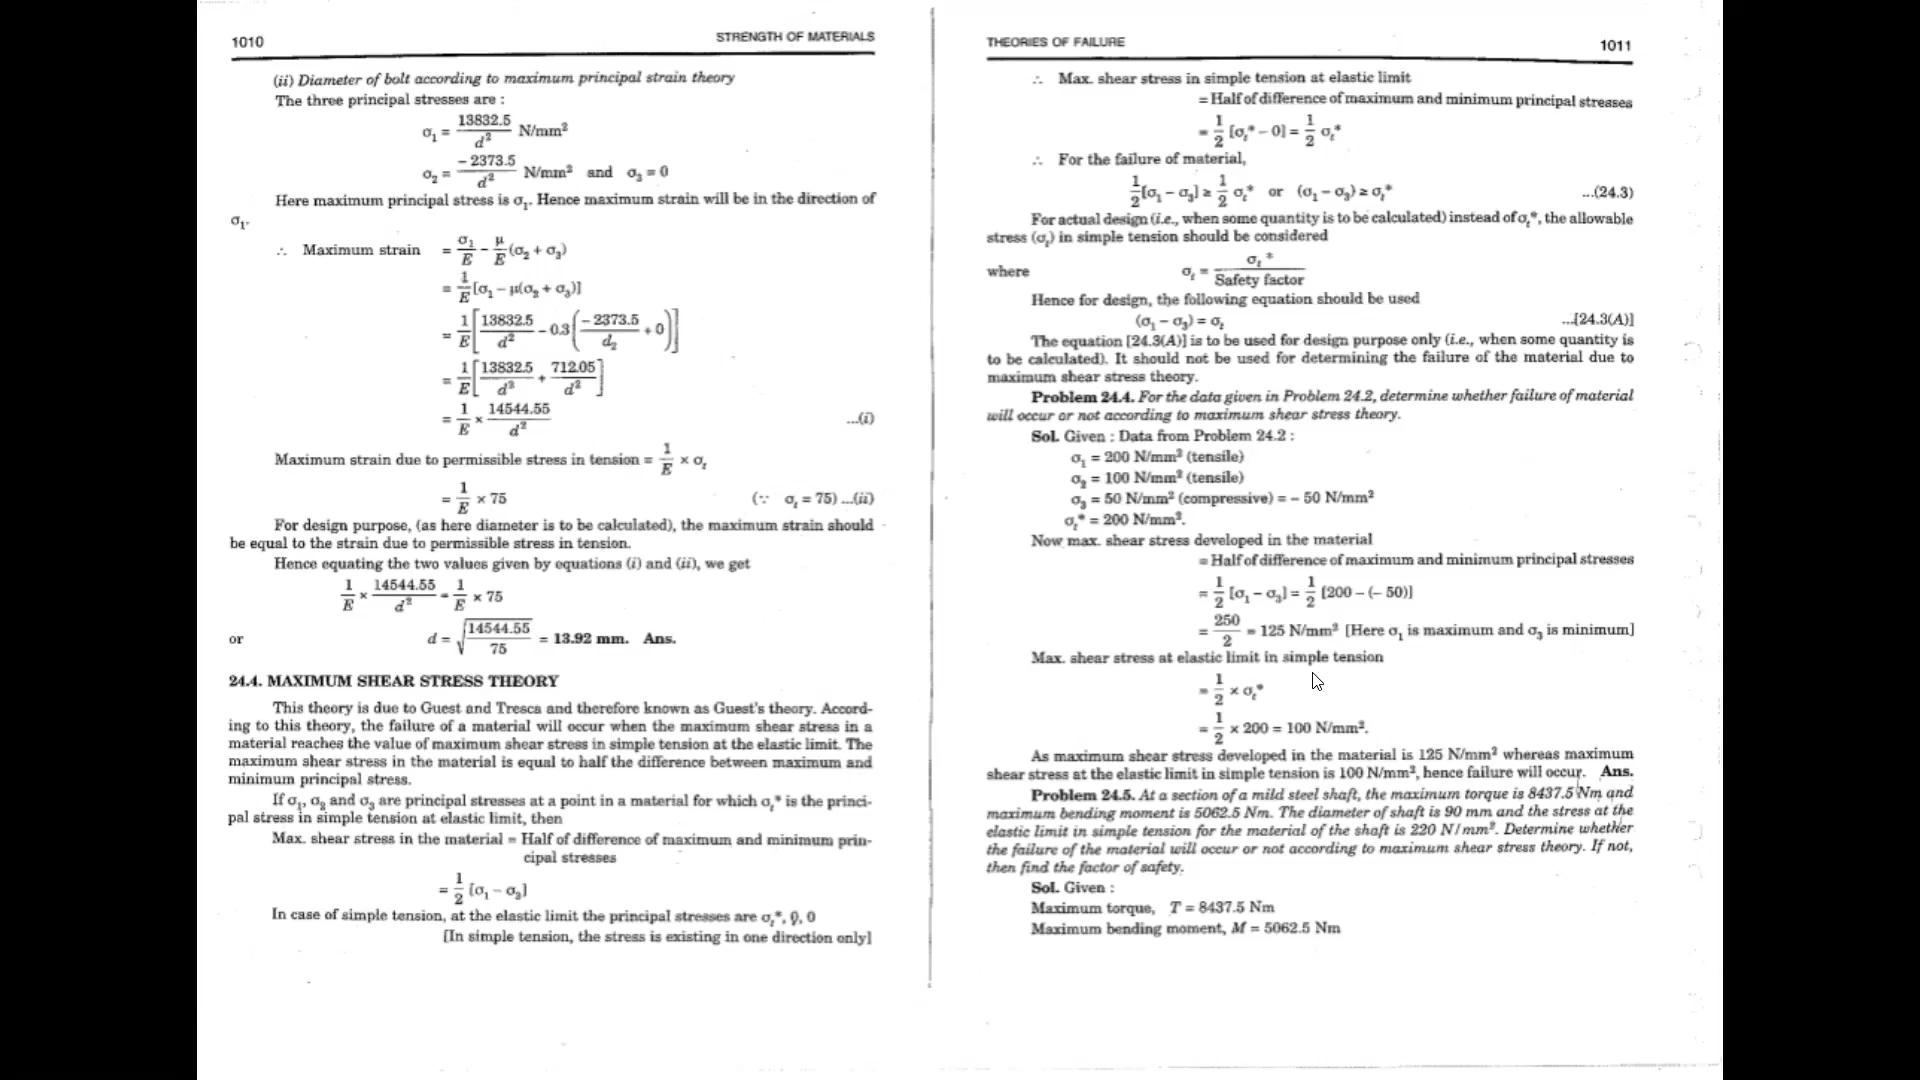 1010 STRENGTH OF MATERIALS
(ii) Diameter of bolt according to maximum principal strain theory
The three principal stresses are :
σ₁ = 13832.5/d² N/mm²
σ₂ = −2373.5/d² N/mm² and σ₃ = 0
Here maximum principal stress is σ₁. Hence maximum strain will be in the direction of
σ₁.
∴ Maximum strain = σ₁/E − μ/E (σ₂ + σ₃)
= 1/E [σ₁ − μ(σ₂ + σ₃)]
= 1/E [13832.5/d² − 0.3(−2373.5/d₂ + 0)]
= 1/E [13832.5/d² + 712.05/d²]
= 1/E × 14544.55/d² ...(i)
Maximum strain due to permissible stress in tension = 1/E × σₜ
= 1/E × 75 (∵ σₜ = 75) ...(ii)
For design purpose, (as here diameter is to be calculated), the maximum strain should
be equal to the strain due to permissible stress in tension.
Hence equating the two values given by equations (i) and (ii), we get
1/E × 14544.55/d² = 1/E × 75
or d = √(14544.55/75) = 13.92 mm. Ans.
24.4. MAXIMUM SHEAR STRESS THEORY
This theory is due to Guest and Tresca and therefore known as Guest's theory. Accord-
ing to this theory, the failure of a material will occur when the maximum shear stress in a
material reaches the value of maximum shear stress in simple tension at the elastic limit. The
maximum shear stress in the material is equal to half the difference between maximum and
minimum principal stress.
If σ₁, σ₂ and σ₃ are principal stresses at a point in a material for which σₜ* is the princi-
pal stress in simple tension at elastic limit, then
Max. shear stress in the material = Half of difference of maximum and minimum prin-
cipal stresses
= 1/2 [σ₁ − σ₃]
In case of simple tension, at the elastic limit the principal stresses are σₜ*, 0, 0
[In simple tension, the stress is existing in one direction only]
THEORIES OF FAILURE 1011
∴ Max. shear stress in simple tension at elastic limit
= Half of difference of maximum and minimum principal stresses
= 1/2 [σₜ* − 0] = 1/2 σₜ*
∴ For the failure of material,
1/2 [σ₁ − σ₃] ≥ 1/2 σₜ* or (σ₁ − σ₃) ≥ σₜ* ...(24.3)
For actual design (i.e., when some quantity is to be calculated) instead of σₜ*, the allowable
stress (σₜ) in simple tension should be considered
where σₜ = σₜ*/Safety factor
Hence for design, the following equation should be used
(σ₁ − σ₃) = σₜ ...[24.3(A)]
The equation [24.3(A)] is to be used for design purpose only (i.e., when some quantity is
to be calculated). It should not be used for determining the failure of the material due to
maximum shear stress theory.
Problem 24.4. For the data given in Problem 24.2, determine whether failure of material
will occur or not according to maximum shear stress theory.
Sol. Given : Data from Problem 24.2 :
σ₁ = 200 N/mm² (tensile)
σ₂ = 100 N/mm² (tensile)
σ₃ = 50 N/mm² (compressive) = − 50 N/mm²
σₜ* = 200 N/mm².
Now max. shear stress developed in the material
= Half of difference of maximum and minimum principal stresses
= 1/2 [σ₁ − σ₃] = 1/2 [200 − (− 50)]
= 250/2 = 125 N/mm² [Here σ₁ is maximum and σ₃ is minimum]
Max. shear stress at elastic limit in simple tension
= 1/2 × σₜ*
= 1/2 × 200 = 100 N/mm².
As maximum shear stress developed in the material is 125 N/mm² whereas maximum
shear stress at the elastic limit in simple tension is 100 N/mm², hence failure will occur. Ans.
Problem 24.5. At a section of a mild steel shaft, the maximum torque is 8437.5 Nm and
maximum bending moment is 5062.5 Nm. The diameter of shaft is 90 mm and the stress at the
elastic limit in simple tension for the material of the shaft is 220 N/mm². Determine whether
the failure of the material will occur or not according to maximum shear stress theory. If not,
then find the factor of safety.
Sol. Given :
Maximum torque, T = 8437.5 Nm
Maximum bending moment, M = 5062.5 Nm